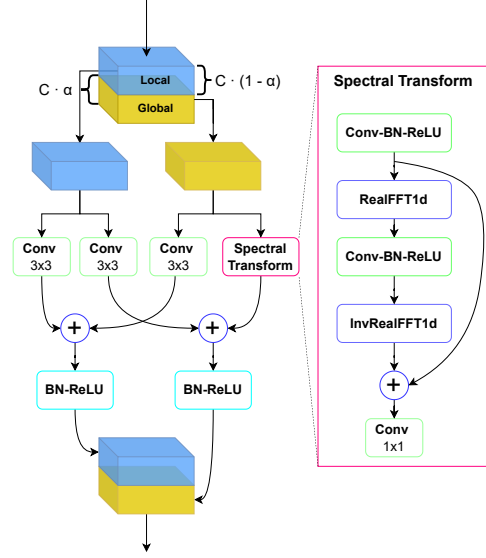 Local
Global
C · α
C · (1 - α)
Conv
3x3
Conv
3x3
Conv
3x3
Spectral
Transform
+
+
BN-ReLU
BN-ReLU
Spectral Transform
Conv-BN-ReLU
RealFFT1d
Conv-BN-ReLU
InvRealFFT1d
+
Conv
1x1